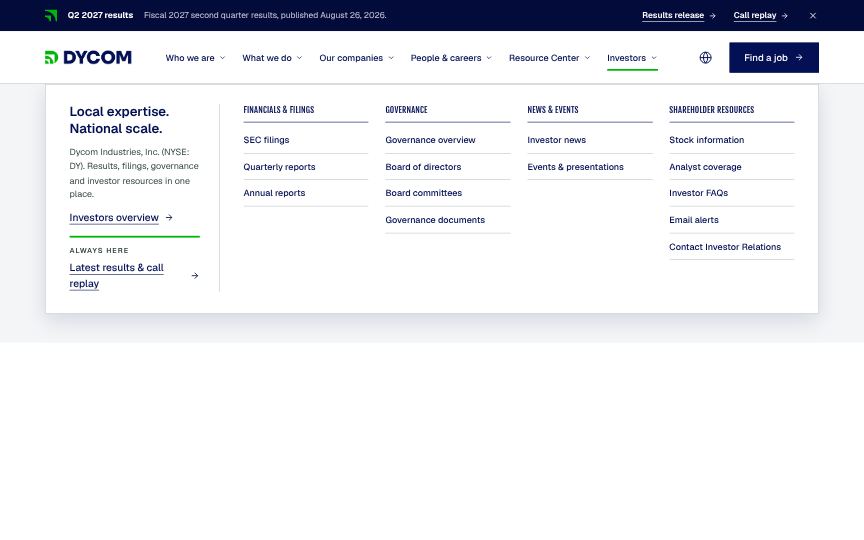 Q2 2027 results Fiscal 2027 second quarter results, published August 26, 2026. Results release Call replay
DYCOM Who we are What we do Our companies People & careers Resource Center Investors Find a job
Local expertise.
National scale.
Dycom Industries, Inc. (NYSE:
DY). Results, filings, governance
and investor resources in one
place.
Investors overview
ALWAYS HERE
Latest results & call
replay
FINANCIALS & FILINGS
SEC filings
Quarterly reports
Annual reports
GOVERNANCE
Governance overview
Board of directors
Board committees
Governance documents
NEWS & EVENTS
Investor news
Events & presentations
SHAREHOLDER RESOURCES
Stock information
Analyst coverage
Investor FAQs
Email alerts
Contact Investor Relations